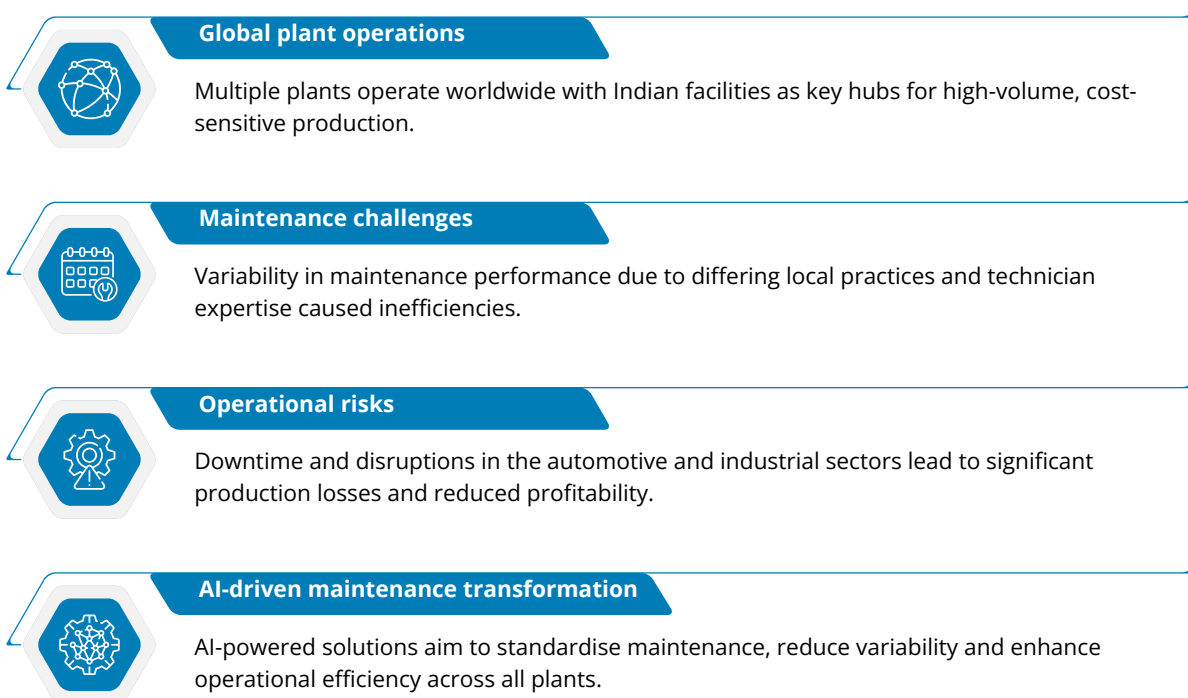 Global plant operations
Multiple plants operate worldwide with Indian facilities as key hubs for high-volume, cost-
sensitive production.
Maintenance challenges
Variability in maintenance performance due to differing local practices and technician
expertise caused inefficiencies.
Operational risks
Downtime and disruptions in the automotive and industrial sectors lead to significant
production losses and reduced profitability.
AI-driven maintenance transformation
AI-powered solutions aim to standardise maintenance, reduce variability and enhance
operational efficiency across all plants.